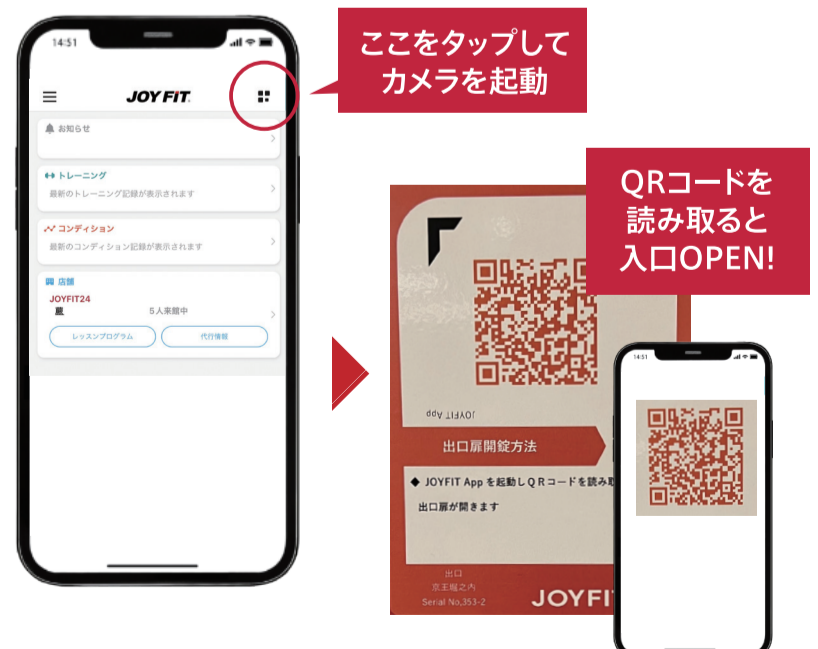 14:51
JOYFIT.
お知らせ
トレーニング
最新のトレーニング記録が表示されます
コンディション
最新のコンディション記録が表示されます
店舗
JOYFIT24
蕨
5人来館中
レッスンプログラム
代行情報
ここをタップして
カメラを起動
QRコードを
読み取ると
入口OPEN!
JOYFIT App
出口扉開錠方法
◆ JOYFIT App を起動しQRコードを読み
出口扉が開きます
出口
京王堀之内
Serial No,353-2
JOYFI
14:51